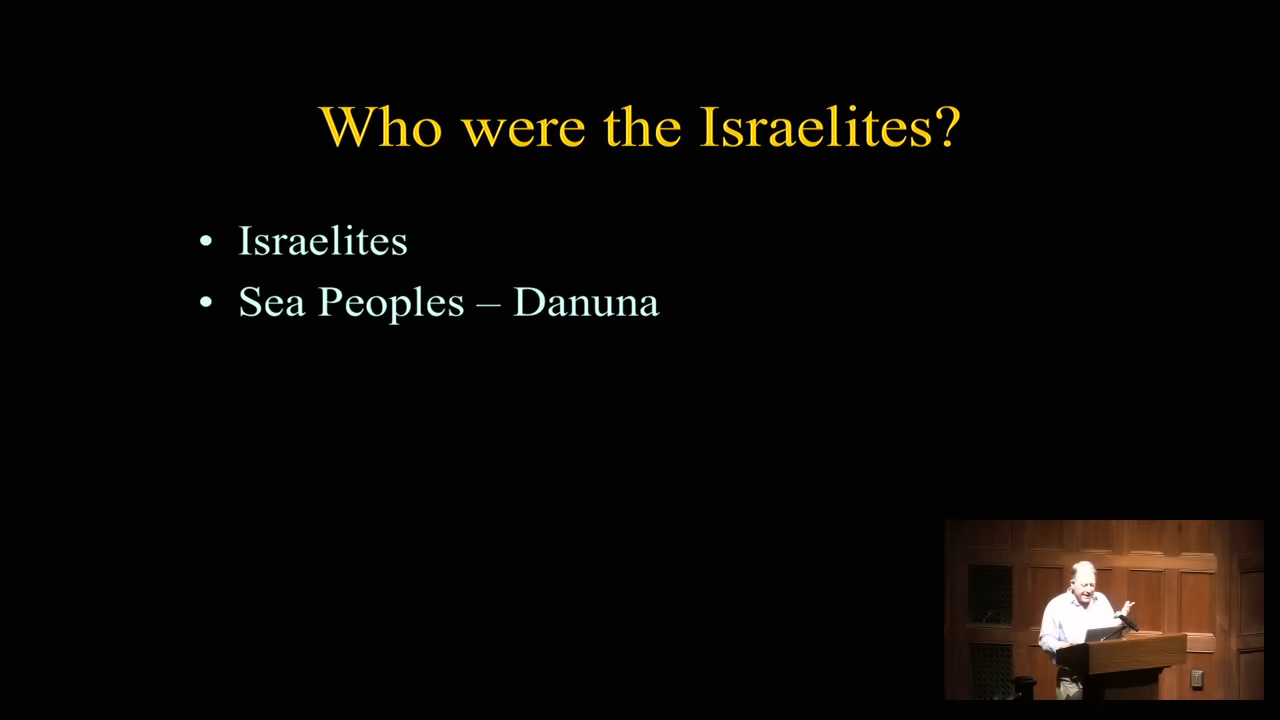 Who were the Israelites?
• Israelites
• Sea Peoples – Danuna